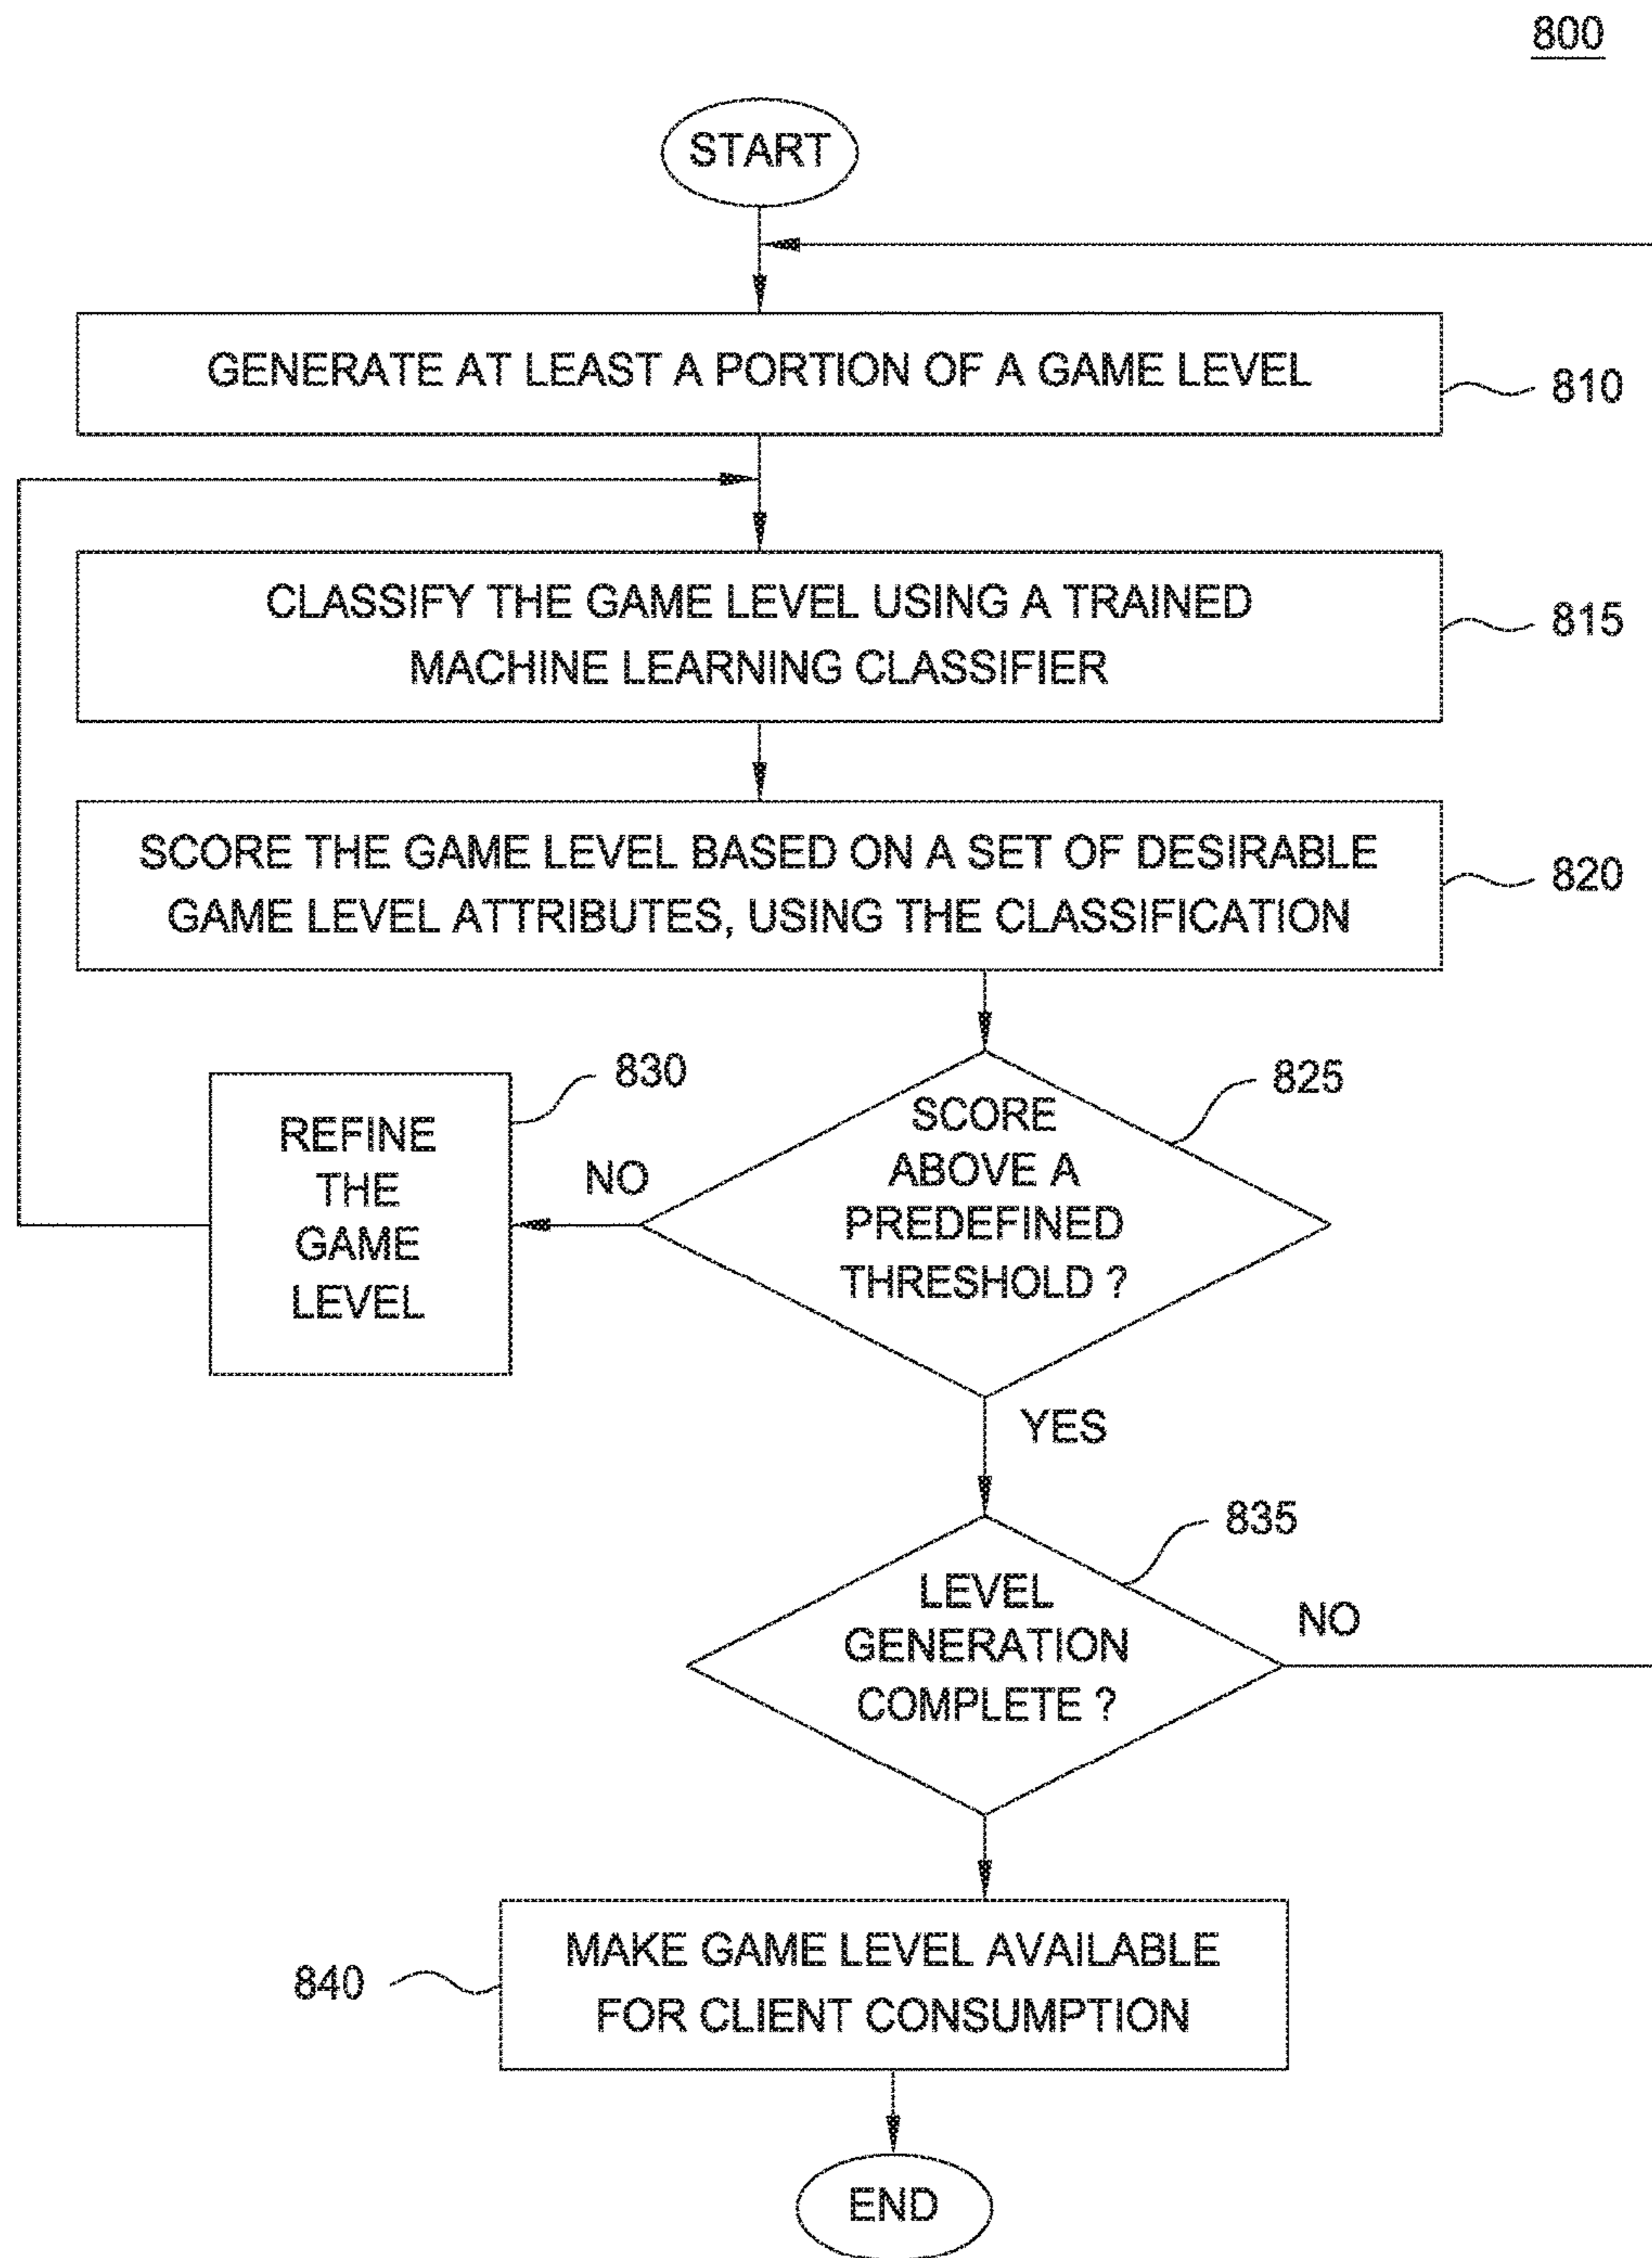 800
START
GENERATE AT LEAST A PORTION OF A GAME LEVEL
810
CLASSIFY THE GAME LEVEL USING A TRAINED
MACHINE LEARNING CLASSIFIER
815
SCORE THE GAME LEVEL BASED ON A SET OF DESIRABLE
GAME LEVEL ATTRIBUTES, USING THE CLASSIFICATION
820
SCORE
ABOVE A
PREDEFINED
THRESHOLD ?
825
NO
REFINE
THE
GAME
LEVEL
830
YES
LEVEL
GENERATION
COMPLETE ?
835
NO
MAKE GAME LEVEL AVAILABLE
FOR CLIENT CONSUMPTION
840
END